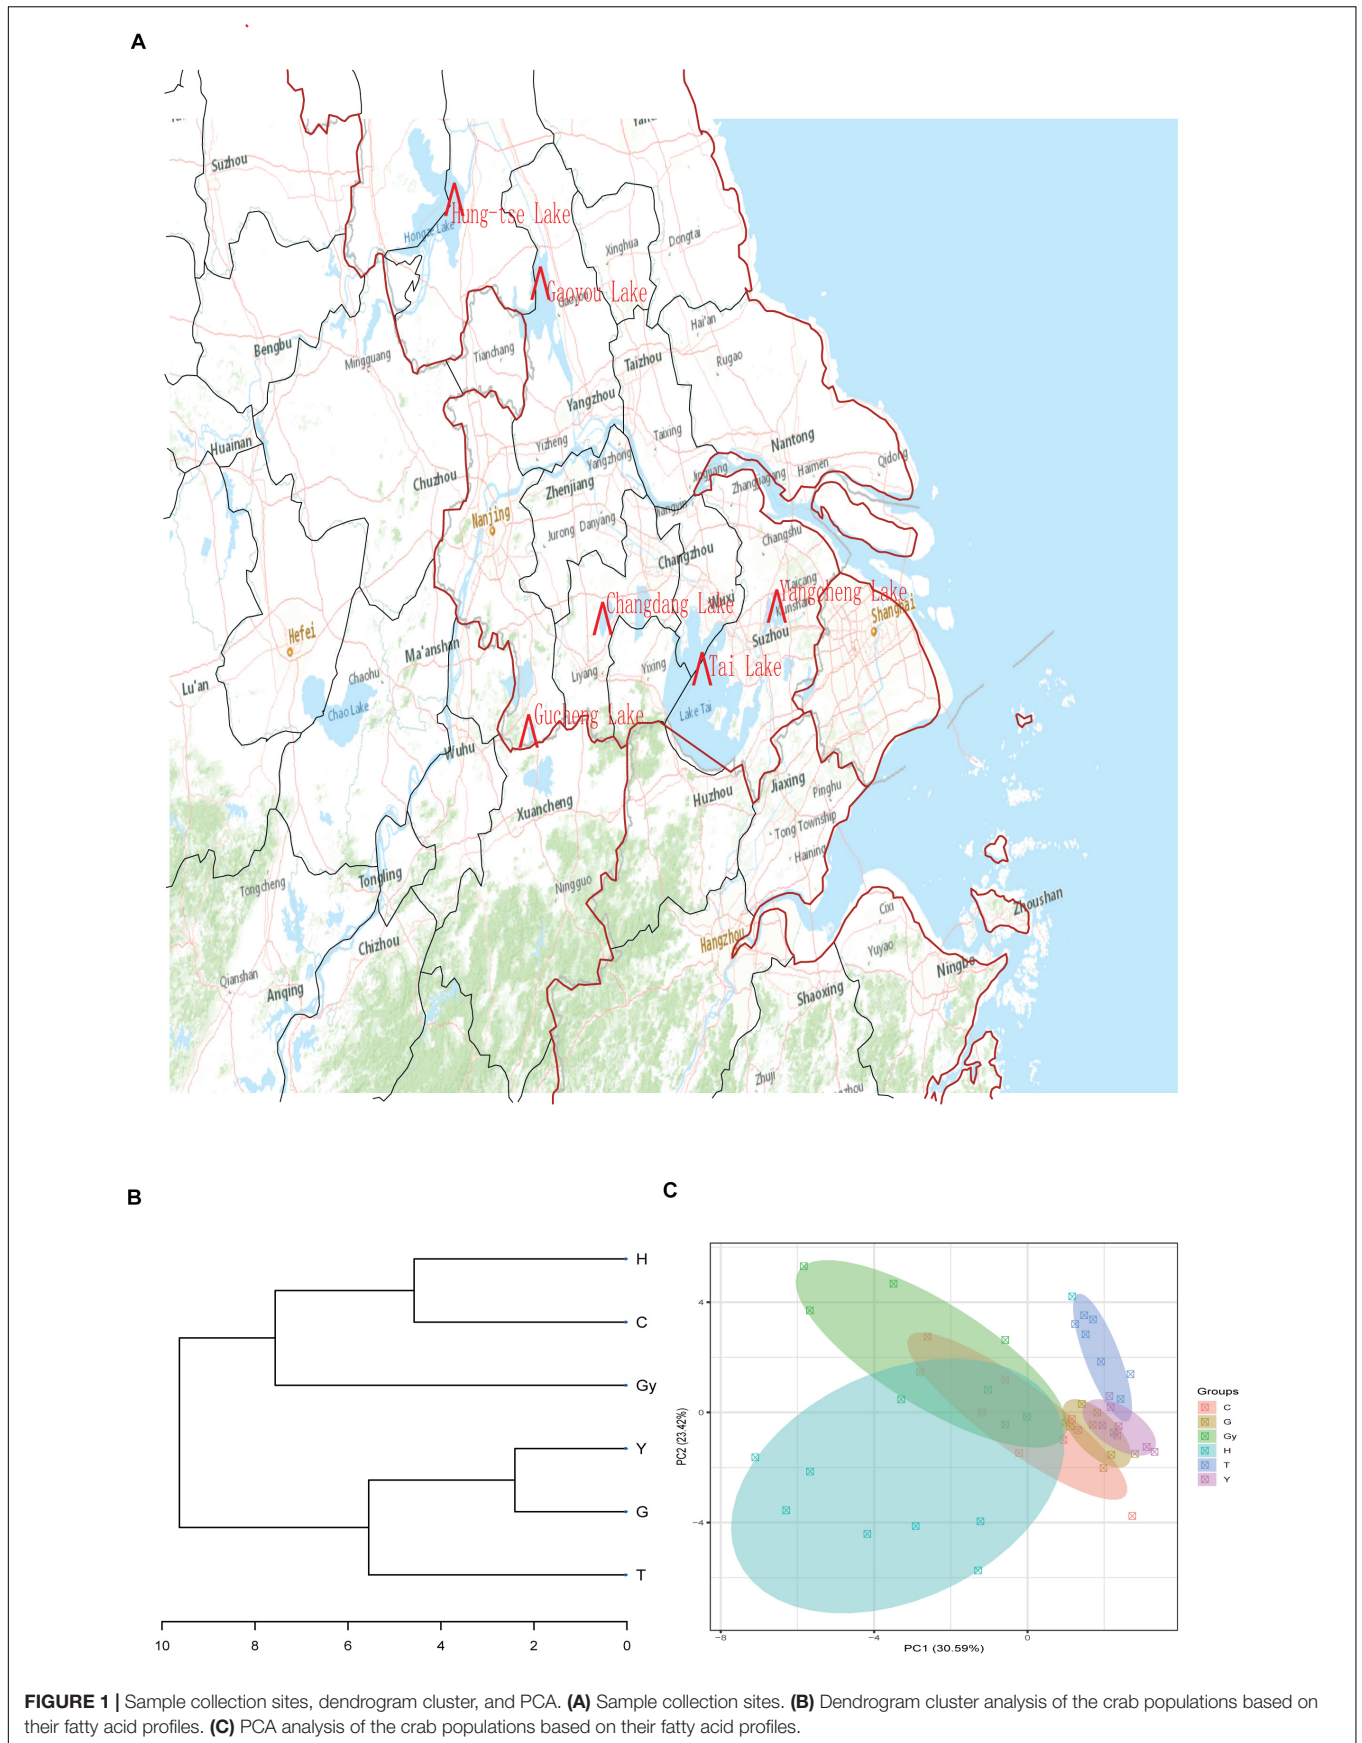 A
Suzhou
Hung-tse Lake
Hongze Lake
Xinghua
Dongtai
Gaoyou Lake
Hai'an
Bengbu
Mingguang
Tianchang
Taizhou
Rugao
Yangzhou
Huainan
Yizheng
Taixing
Nantong
Yangzhong
Qidong
Chuzhou
Zhenjiang
Jingjiang
Haimen
Zhangjiagang
Nanjing
Jurong
Danyang
Jiangyin
Changshu
Changzhou
Taicang
Changdang Lake
Wuxi
Yangcheng Lake
Kunshan
Shanghai
Hefei
Suzhou
Ma'anshan
Tai Lake
Lu'an
Chaohu
Liyang
Yixing
Chao Lake
Gucheng Lake
Lake Tai
Wuhu
Xuancheng
Huzhou
Jiaxing
Pinghu
Tong Township
Haining
Tongcheng
Tongling
Ningguo
Zhoushan
Cixi
Chizhou
Hangzhou
Yuyao
Qianshan
Anqing
Shaoxing
Ningbo
Zhuji
B
H
C
Gy
Y
G
T
10 8 6 4 2 0
C
PC2 (23.42%)
4
0
-4
-8 -4 0
PC1 (30.59%)
Groups
C
G
Gy
H
T
Y
FIGURE 1 | Sample collection sites, dendrogram cluster, and PCA. (A) Sample collection sites. (B) Dendrogram cluster analysis of the crab populations based on
their fatty acid profiles. (C) PCA analysis of the crab populations based on their fatty acid profiles.